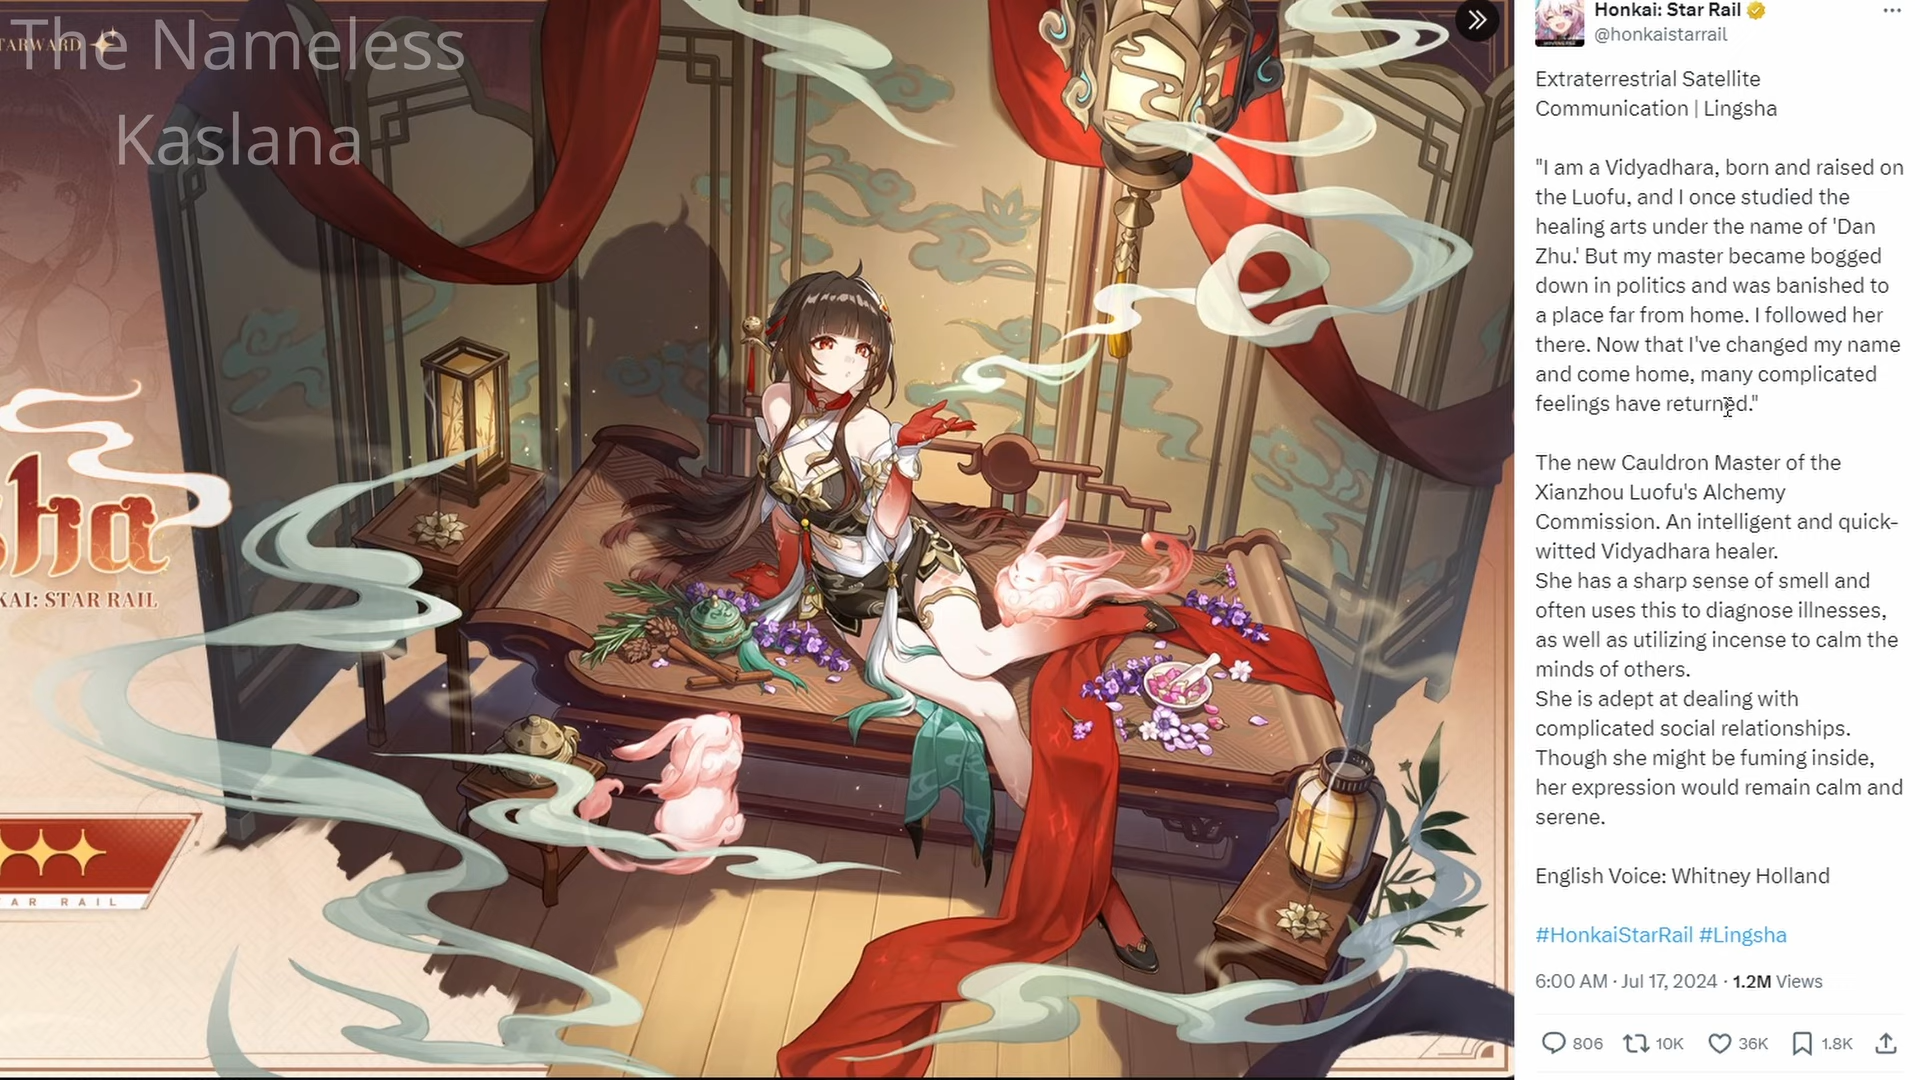 TARWARD
The Nameless
Kaslana
sha
KAI: STAR RAIL
AR RAIL
Honkai: Star Rail
@honkaistarrail
Extraterrestrial Satellite
Communication | Lingsha
"I am a Vidyadhara, born and raised on
the Luofu, and I once studied the
healing arts under the name of 'Dan
Zhu.' But my master became bogged
down in politics and was banished to
a place far from home. I followed her
there. Now that I've changed my name
and come home, many complicated
feelings have returned."
The new Cauldron Master of the
Xianzhou Luofu's Alchemy
Commission. An intelligent and quick-
witted Vidyadhara healer.
She has a sharp sense of smell and
often uses this to diagnose illnesses,
as well as utilizing incense to calm the
minds of others.
She is adept at dealing with
complicated social relationships.
Though she might be fuming inside,
her expression would remain calm and
serene.
English Voice: Whitney Holland
#HonkaiStarRail #Lingsha
6:00 AM · Jul 17, 2024 · 1.2M Views
806 10K 36K 1.8K